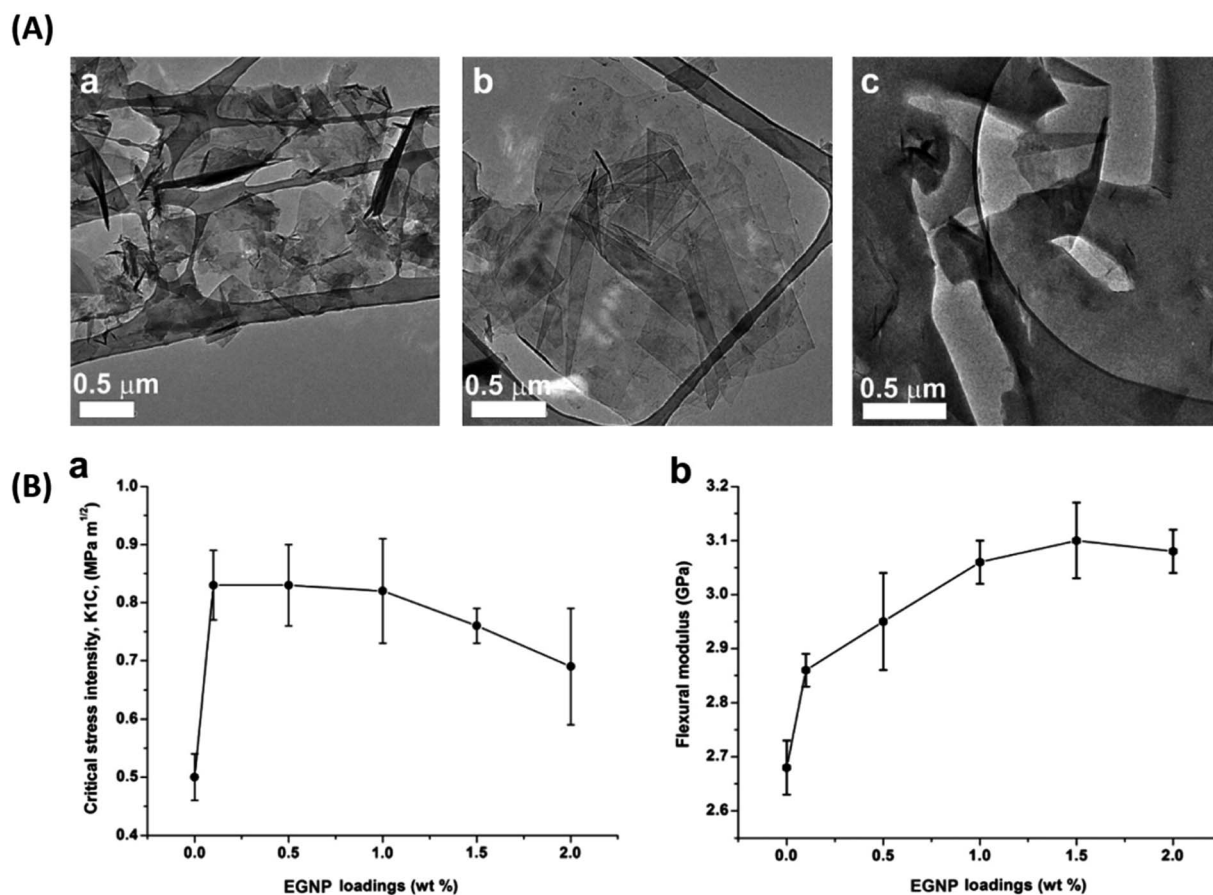 (A)
a
b
c
0.5 μm
0.5 μm
0.5 μm
(B)
a
b
Critical stress intensity, K1C, (MPa m1/2)
1.0
0.9
0.8
0.7
0.6
0.5
0.4
0.0 0.5 1.0 1.5 2.0
EGNP loadings (wt %)
Flexural modulus (GPa)
3.2
3.1
3.0
2.9
2.8
2.7
2.6
0.0 0.5 1.0 1.5 2.0
EGNP loadings (wt %)